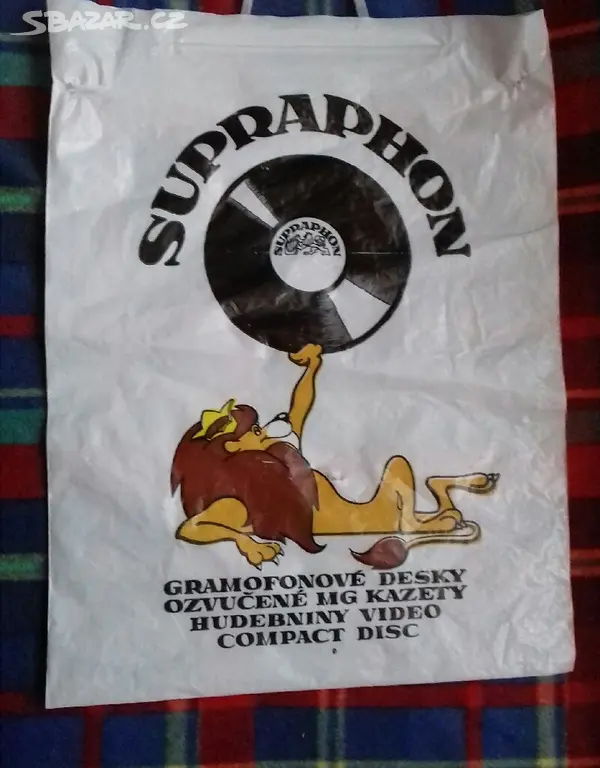 SBAZAR.CZ
SUPRAPHON
SUPRAPHON
GRAMOFONOVÉ DESKY
OZVUČENÉ MG KAZETY
HUDEBNINY VIDEO
COMPACT DISC